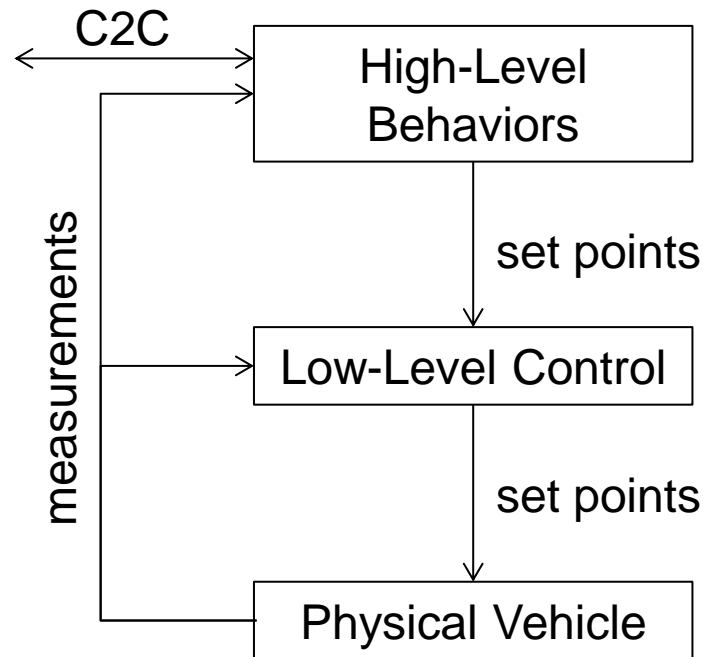 C2C
High-Level
Behaviors
measurements
set points
Low-Level Control
set points
Physical Vehicle